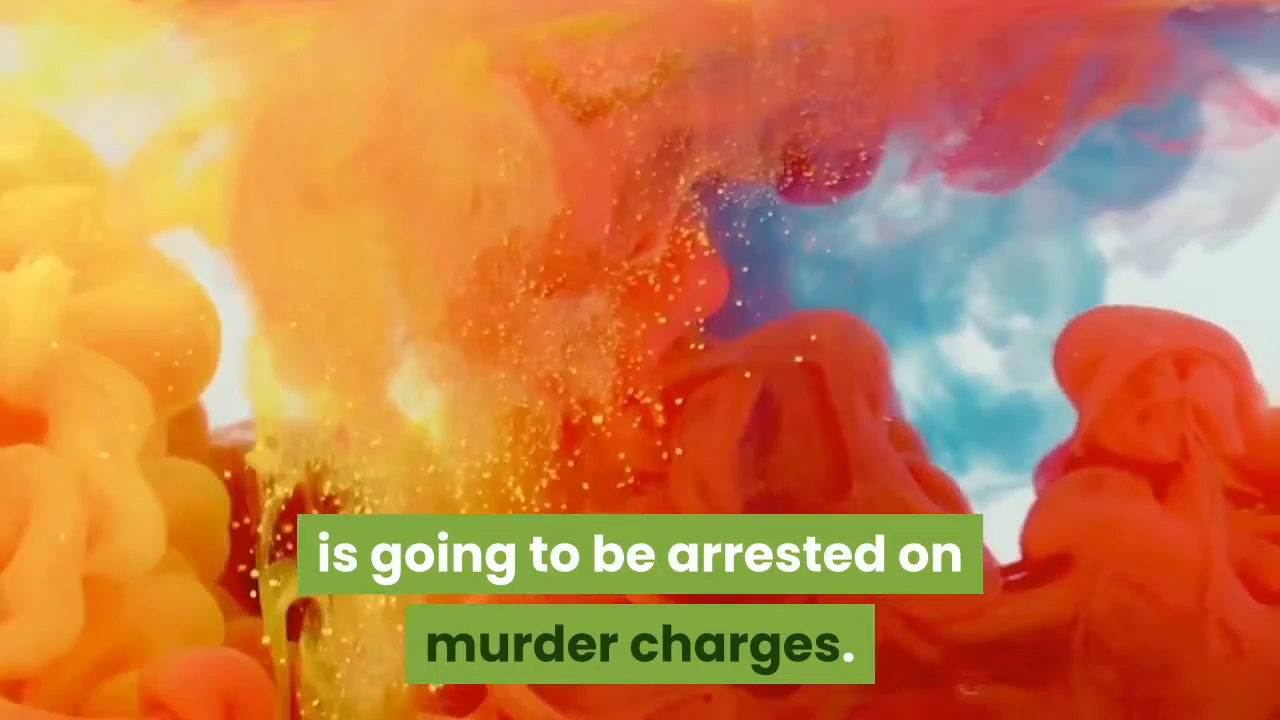 is going to be arrested on
murder charges.